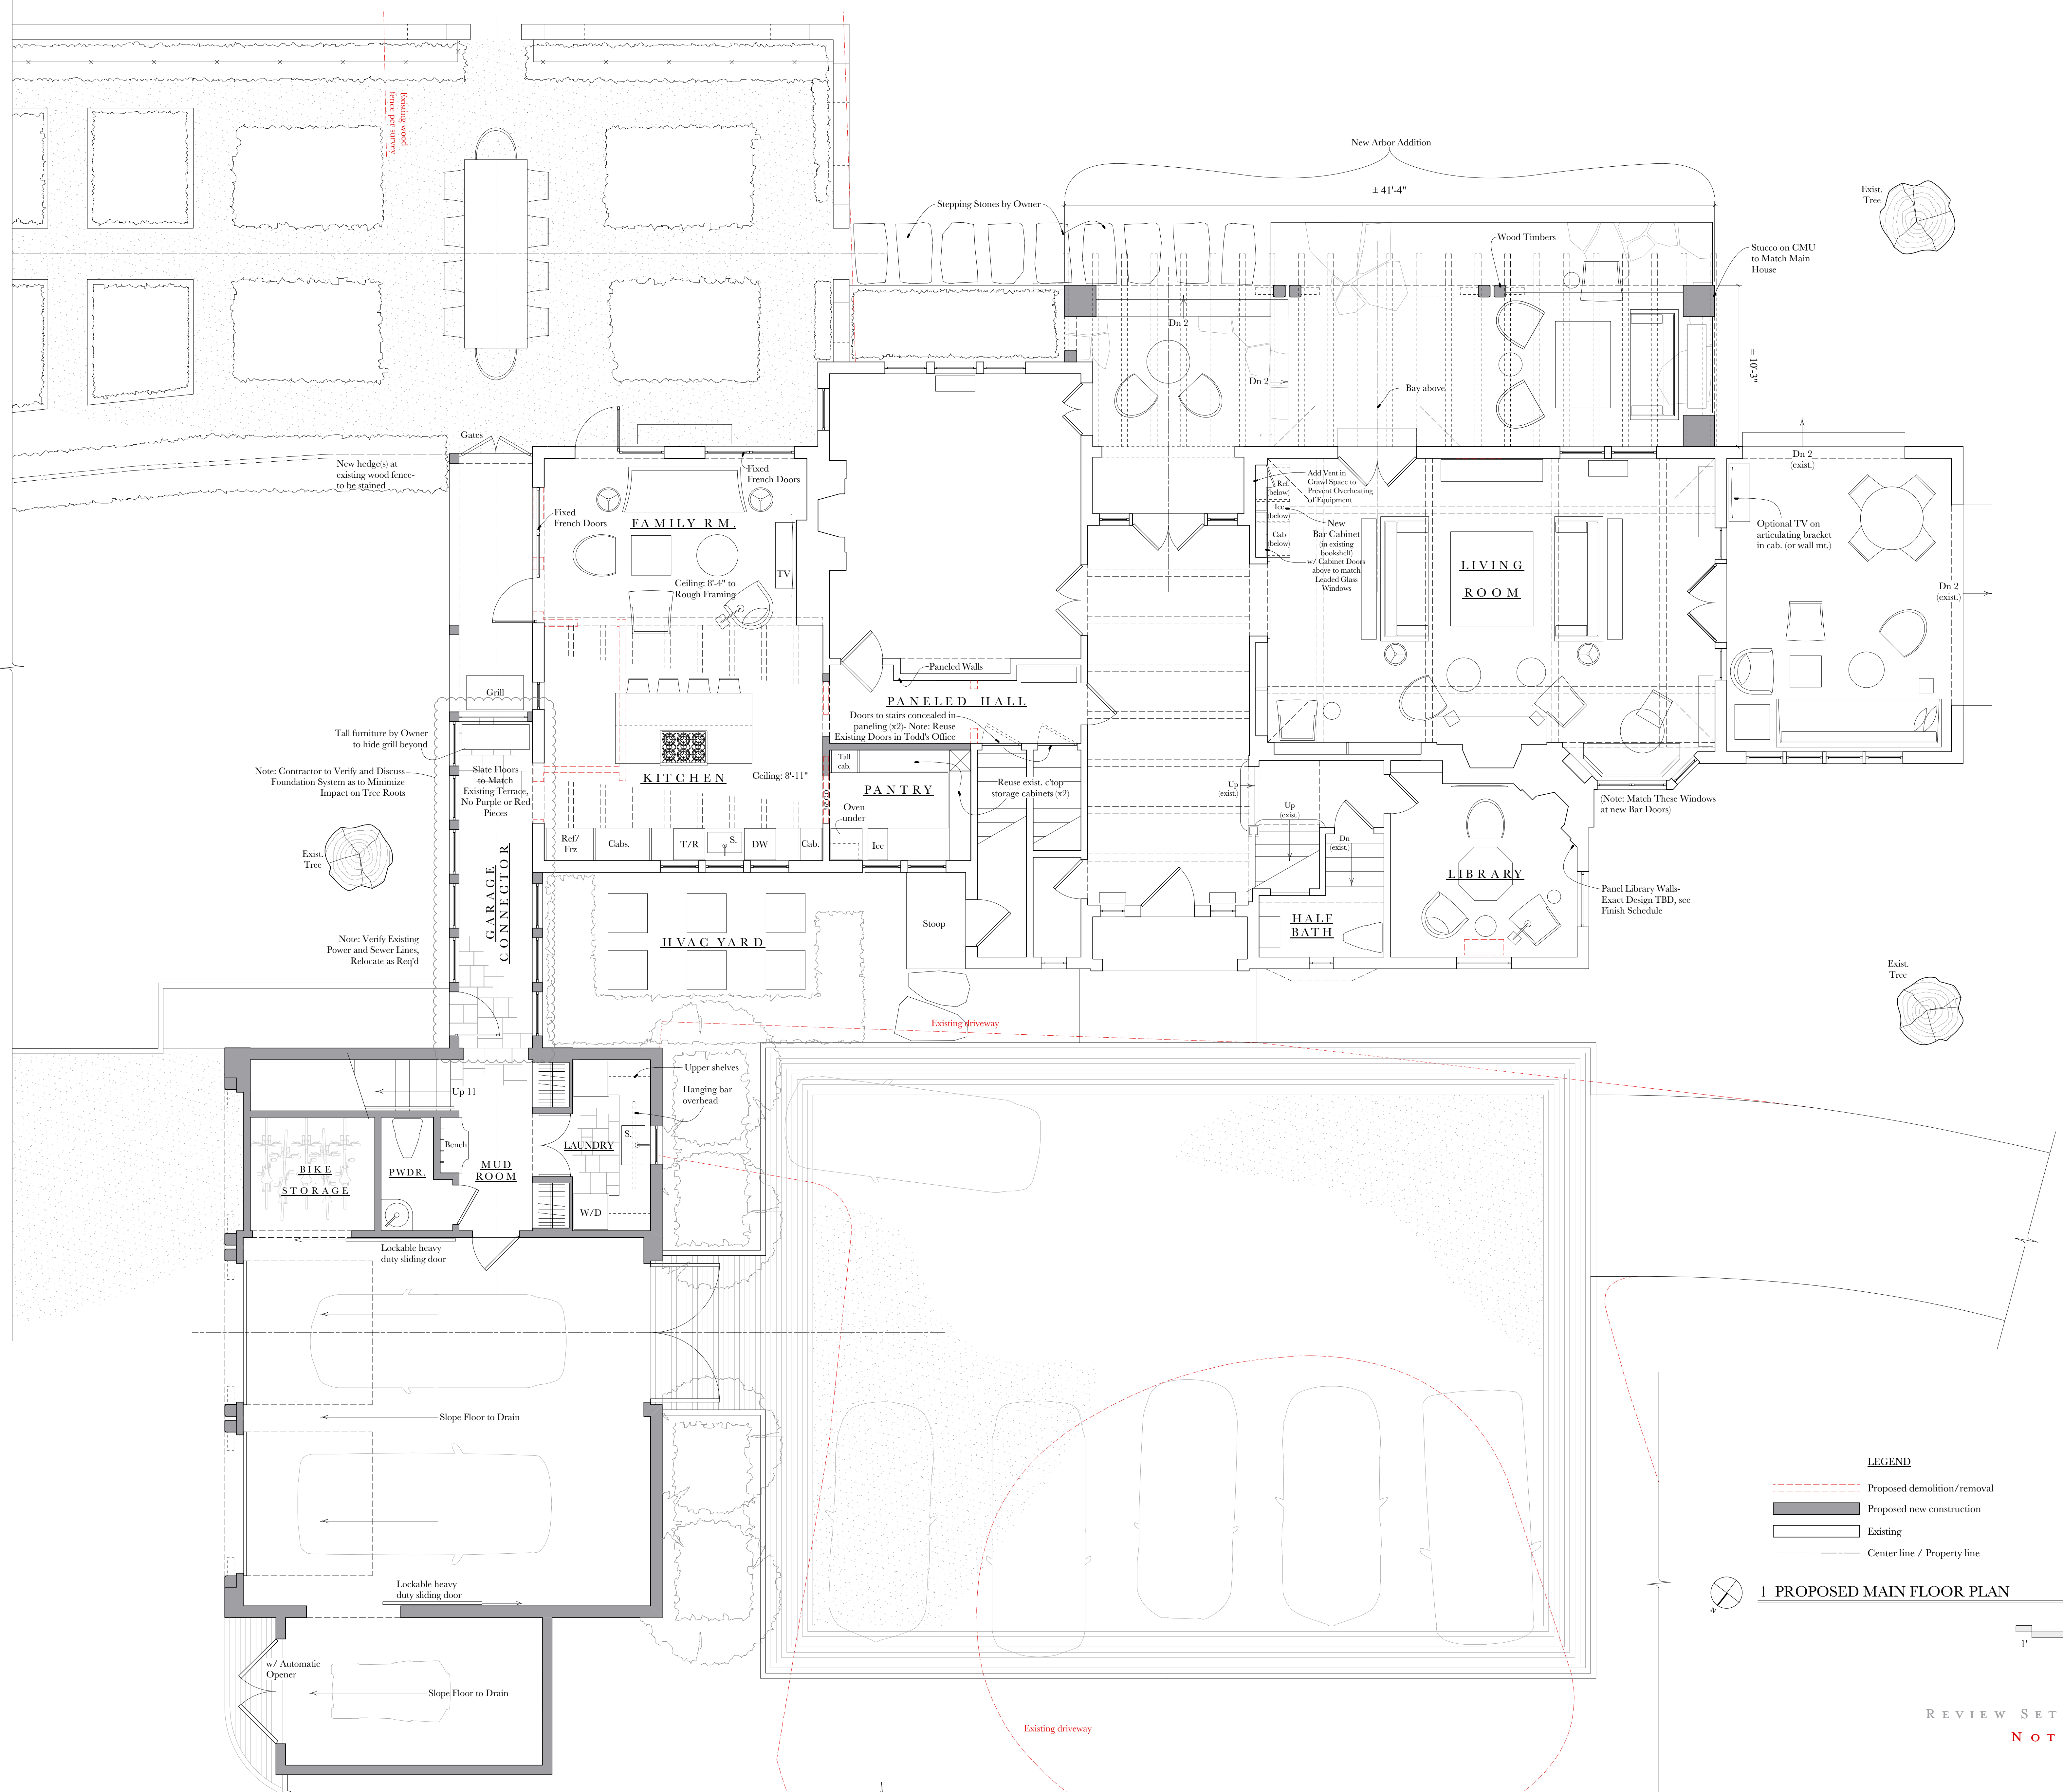 New Arbor Addition
± 41'-4"
Existing wood
fence per survey
Stepping Stones by Owner
Exist.
Tree
Wood Timbers
Stucco on CMU
to Match Main
House
Dn 2
± 10'-3"
Dn 2
Bay above
Gates
New hedge(s) at
existing wood fence-
to be stained
Fixed
French Doors
Fixed
French Doors
FAMILY RM.
TV
Ceiling: 8'-4" to
Rough Framing
Add Vent in
Crawl Space to
Prevent Overheating
of Equipment
Ref
(below)
Ice
(below)
Cab
(below)
New
Bar Cabinet
(in existing
bookshelf)
w/ Cabinet Doors
above to match
Leaded Glass
Windows
LIVING
ROOM
Dn 2
(exist.)
Optional TV on
articulating bracket
in cab. (or wall mt.)
Dn 2
(exist.)
Grill
Paneled Walls
PANELED HALL
Doors to stairs concealed in
paneling (x2)- Note: Reuse
Existing Doors in Todd's Office
Tall furniture by Owner
to hide grill beyond
Note: Contractor to Verify and Discuss
Foundation System as to Minimize
Impact on Tree Roots
Slate Floors
to Match
Existing Terrace,
No Purple or Red
Pieces
KITCHEN
Ceiling: 8'-11"
Tall
cab.
PANTRY
Oven
under
Ice
Reuse exist. c'top
storage cabinets (x2)
Up
(exist.)
Up
(exist.)
Dn
(exist.)
(Note: Match These Windows
at new Bar Doors)
Exist.
Tree
Ref/
Frz
Cabs.
T/R
S.
DW
Cab.
GARAGE
CONNECTOR
LIBRARY
Panel Library Walls-
Exact Design TBD, see
Finish Schedule
HALF
BATH
Stoop
HVAC YARD
Note: Verify Existing
Power and Sewer Lines,
Relocate as Req'd
Exist.
Tree
Existing driveway
Upper shelves
Hanging bar
overhead
Up 11
Bench
LAUNDRY
S.
BIKE
STORAGE
PWDR.
MUD
ROOM
W/D
Lockable heavy
duty sliding door
Slope Floor to Drain
Lockable heavy
duty sliding door
w/ Automatic
Opener
Slope Floor to Drain
Existing driveway
LEGEND
Proposed demolition/removal
Proposed new construction
Existing
Center line / Property line
N
1 PROPOSED MAIN FLOOR PLAN
1'
REVIEW SET
NOT